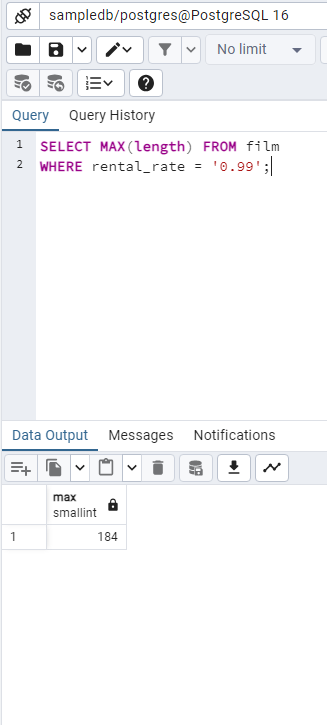 sampledb/postgres@PostgreSQL 16
No limit
Query Query History
1 SELECT MAX(length) FROM film
2 WHERE rental_rate = '0.99';
Data Output Messages Notifications
max
smallint
1 184